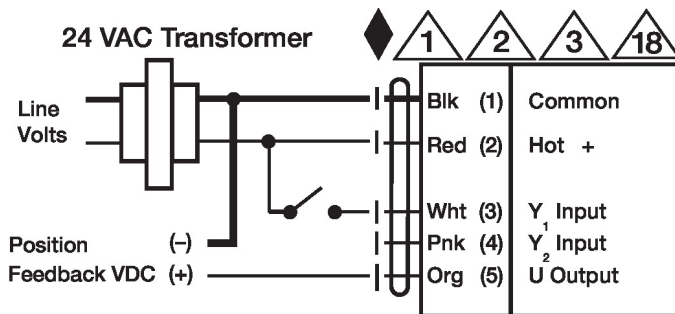 24 VAC Transformer
1 2 3 18
Line
Volts
Blk (1) Common
Red (2) Hot +
Wht (3) Y1 Input
Pnk (4) Y2 Input
Org (5) U Output
Position (–)
Feedback VDC (+)